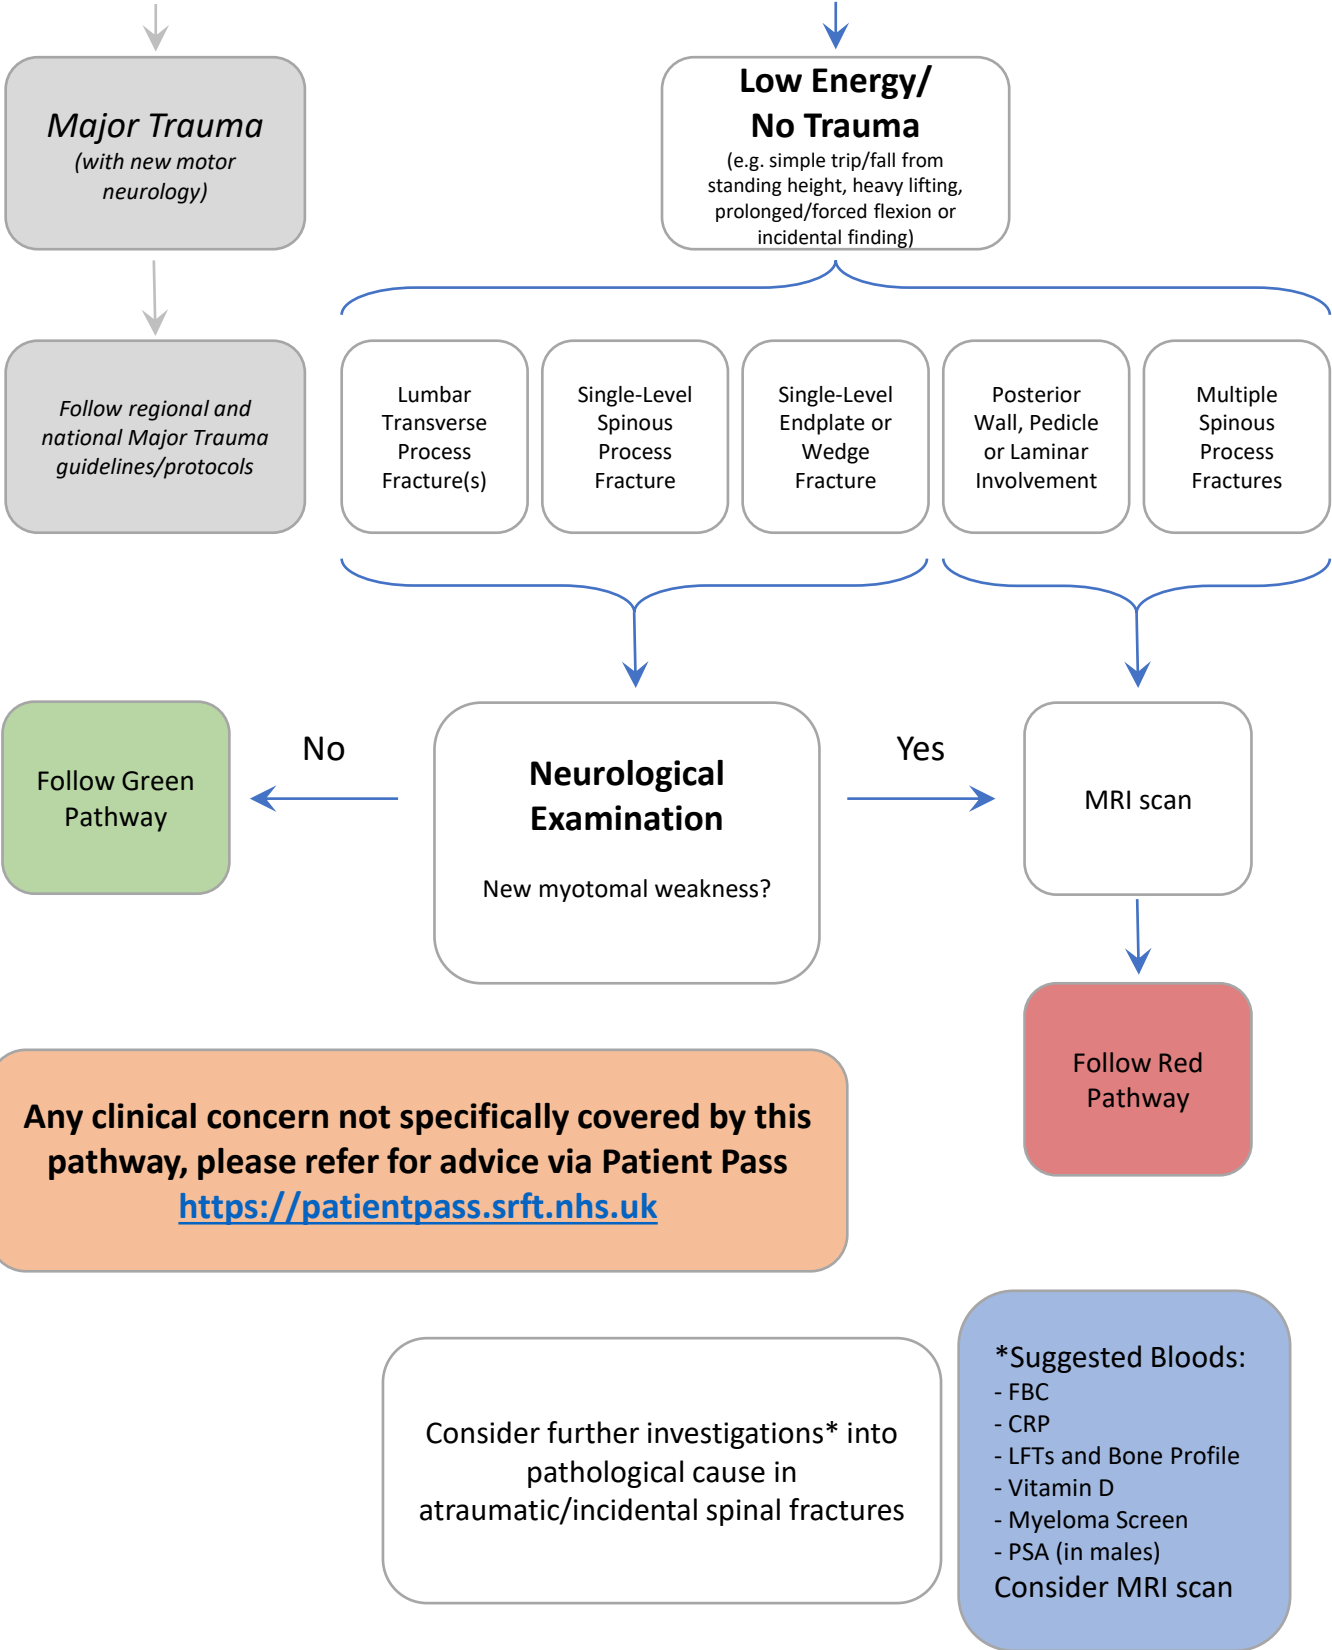 Major Trauma
(with new motor
neurology)
Low Energy/
No Trauma
(e.g. simple trip/fall from
standing height, heavy lifting,
prolonged/forced flexion or
incidental finding)
Follow regional and
national Major Trauma
guidelines/protocols
Lumbar
Transverse
Process
Fracture(s)
Single-Level
Spinous
Process
Fracture
Single-Level
Endplate or
Wedge
Fracture
Posterior
Wall, Pedicle
or Laminar
Involvement
Multiple
Spinous
Process
Fractures
Follow Green
Pathway
No
Neurological
Examination
New myotomal weakness?
Yes
MRI scan
Follow Red
Pathway
Any clinical concern not specifically covered by this
pathway, please refer for advice via Patient Pass
https://patientpass.srft.nhs.uk
Consider further investigations* into
pathological cause in
atraumatic/incidental spinal fractures
*Suggested Bloods:
- FBC
- CRP
- LFTs and Bone Profile
- Vitamin D
- Myeloma Screen
- PSA (in males)
Consider MRI scan